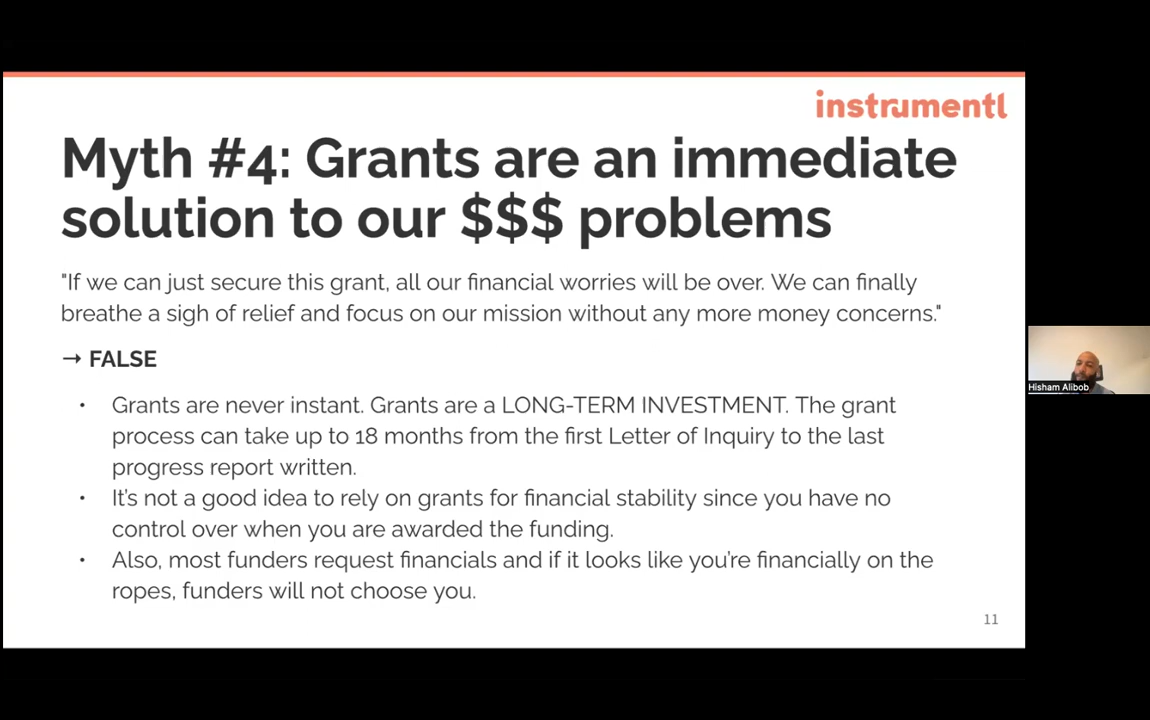 instrumentl
Myth #4: Grants are an immediate
solution to our $$$ problems
"If we can just secure this grant, all our financial worries will be over. We can finally
breathe a sigh of relief and focus on our mission without any more money concerns."
→ FALSE
• Grants are never instant. Grants are a LONG-TERM INVESTMENT. The grant
process can take up to 18 months from the first Letter of Inquiry to the last
progress report written.
• It's not a good idea to rely on grants for financial stability since you have no
control over when you are awarded the funding.
• Also, most funders request financials and if it looks like you're financially on the
ropes, funders will not choose you.
11
Hisham Alibob